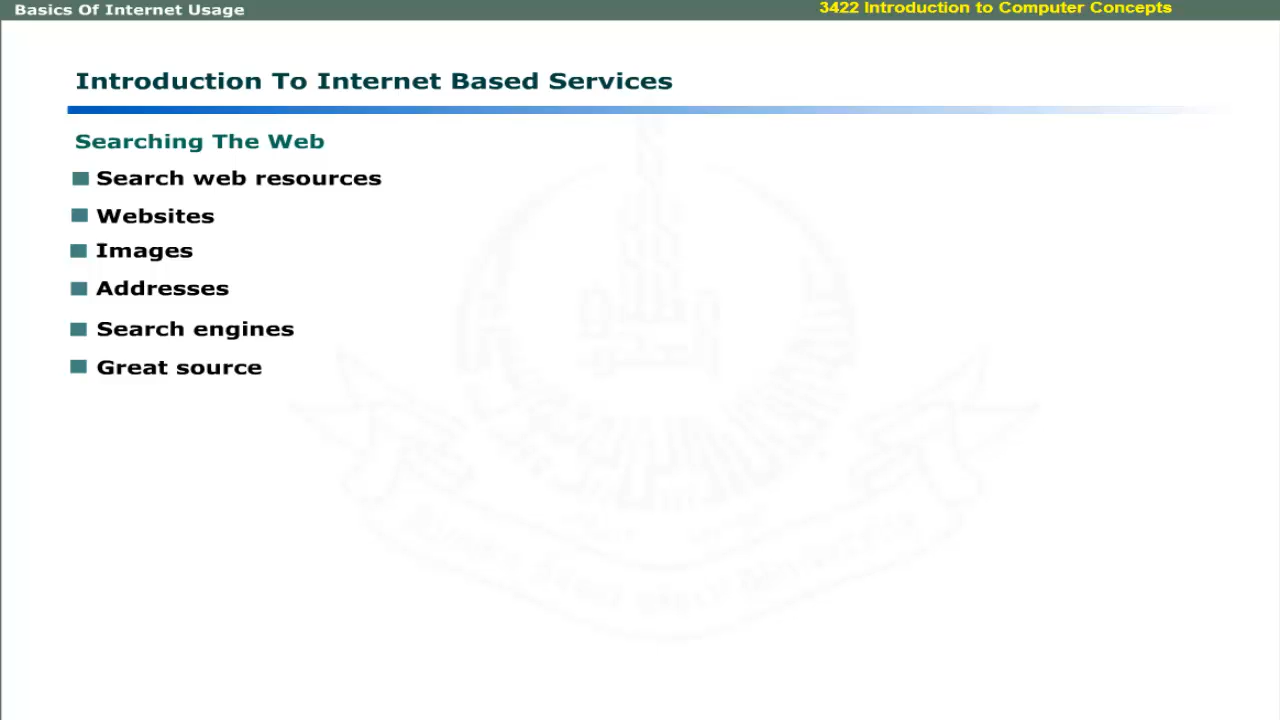 Basics Of Internet Usage
3422 Introduction to Computer Concepts
Introduction To Internet Based Services
Searching The Web
Search web resources
Websites
Images
Addresses
Search engines
Great source